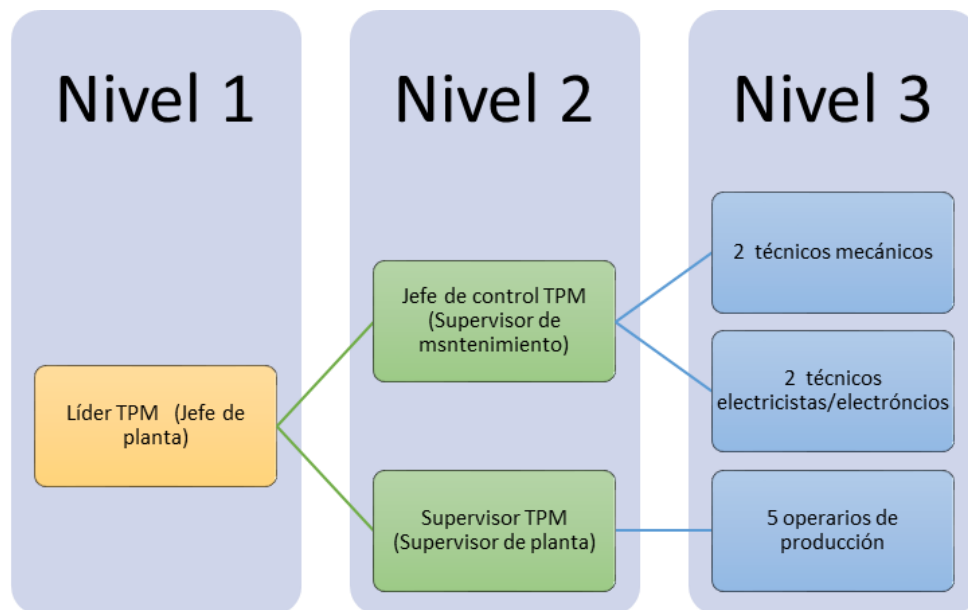 Nivel 1
Nivel 2
Nivel 3
Líder TPM (Jefe de
planta)
Jefe de control TPM
(Supervisor de
msntenimiento)
Supervisor TPM
(Supervisor de planta)
2 técnicos mecánicos
2 técnicos
electricistas/electróncios
5 operarios de
producción